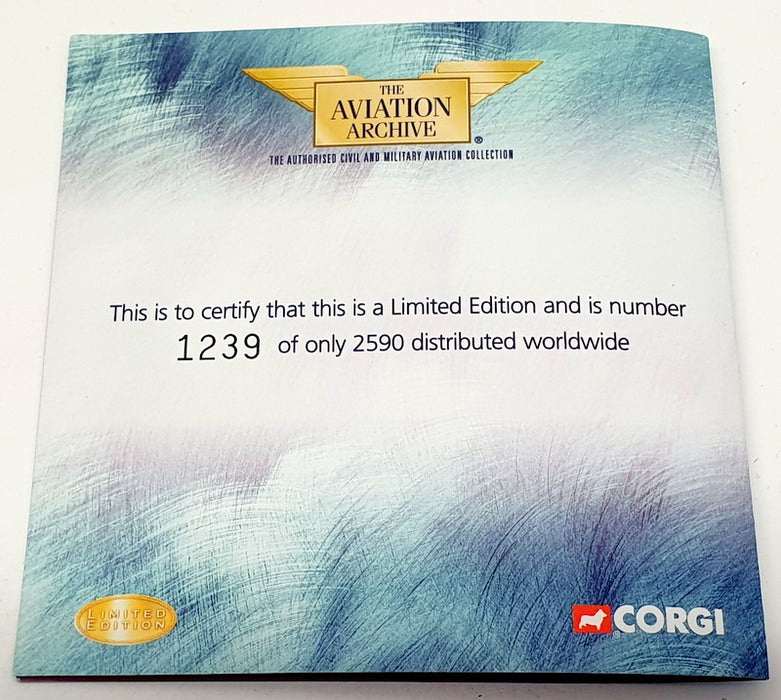 THE
AVIATION
ARCHIVE ®
THE AUTHORISED CIVIL AND MILITARY AVIATION COLLECTION
This is to certify that this is a Limited Edition and is number
1239 of only 2590 distributed worldwide
LIMITED
EDITION
® CORGI